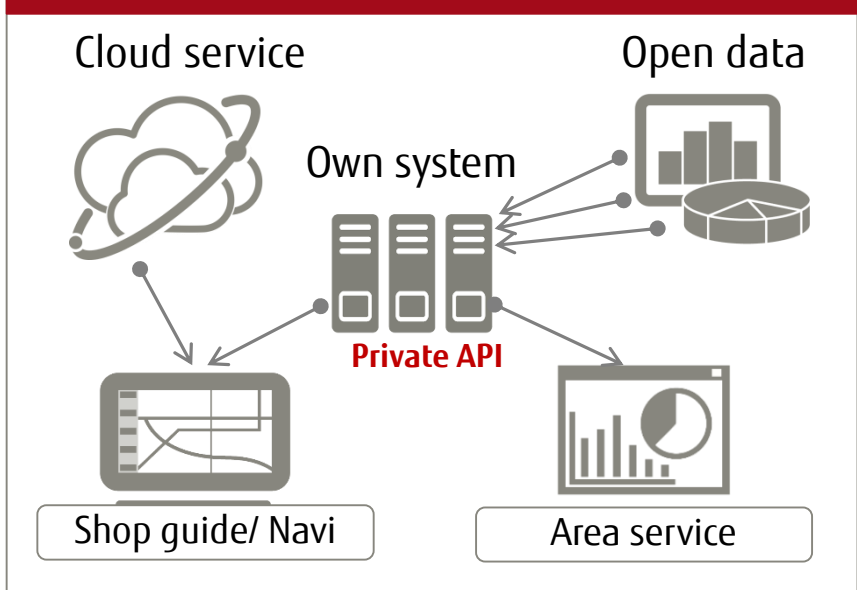 Cloud service
Open data
Own system
Private API
Shop guide/ Navi
Area service